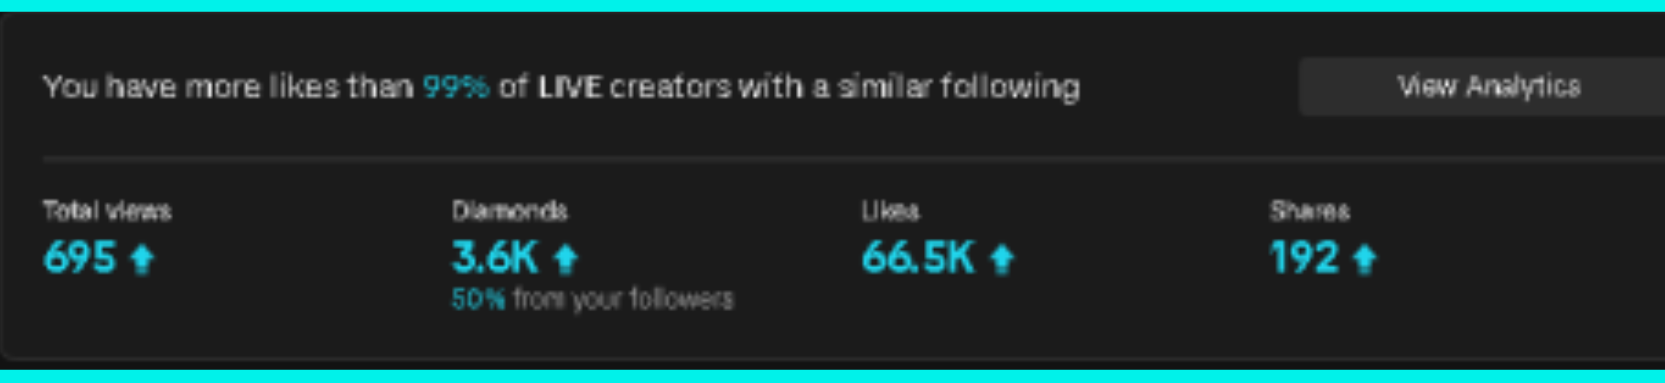 You have more likes than 99% of LIVE creators with a similar following
View Analytics
Total views
Diamonds
Likes
Shares
695
3.6K
66.5K
192
50% from your followers